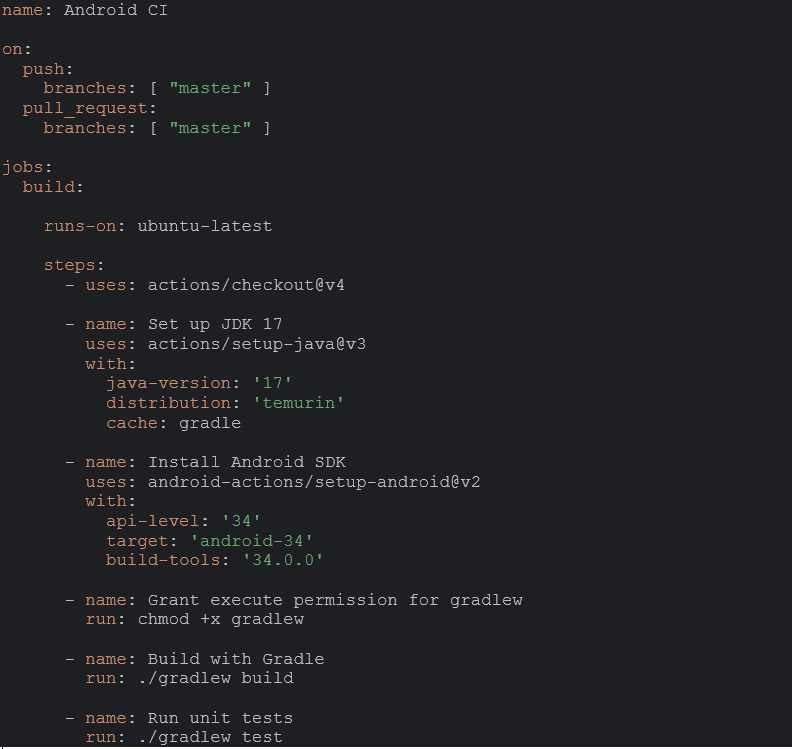 name: Android CI
on:
push:
branches: [ "master" ]
pull_request:
branches: [ "master" ]
jobs:
build:
runs-on: ubuntu-latest
steps:
- uses: actions/checkout@v4
- name: Set up JDK 17
uses: actions/setup-java@v3
with:
java-version: '17'
distribution: 'temurin'
cache: gradle
- name: Install Android SDK
uses: android-actions/setup-android@v2
with:
api-level: '34'
target: 'android-34'
build-tools: '34.0.0'
- name: Grant execute permission for gradlew
run: chmod +x gradlew
- name: Build with Gradle
run: ./gradlew build
- name: Run unit tests
run: ./gradlew test